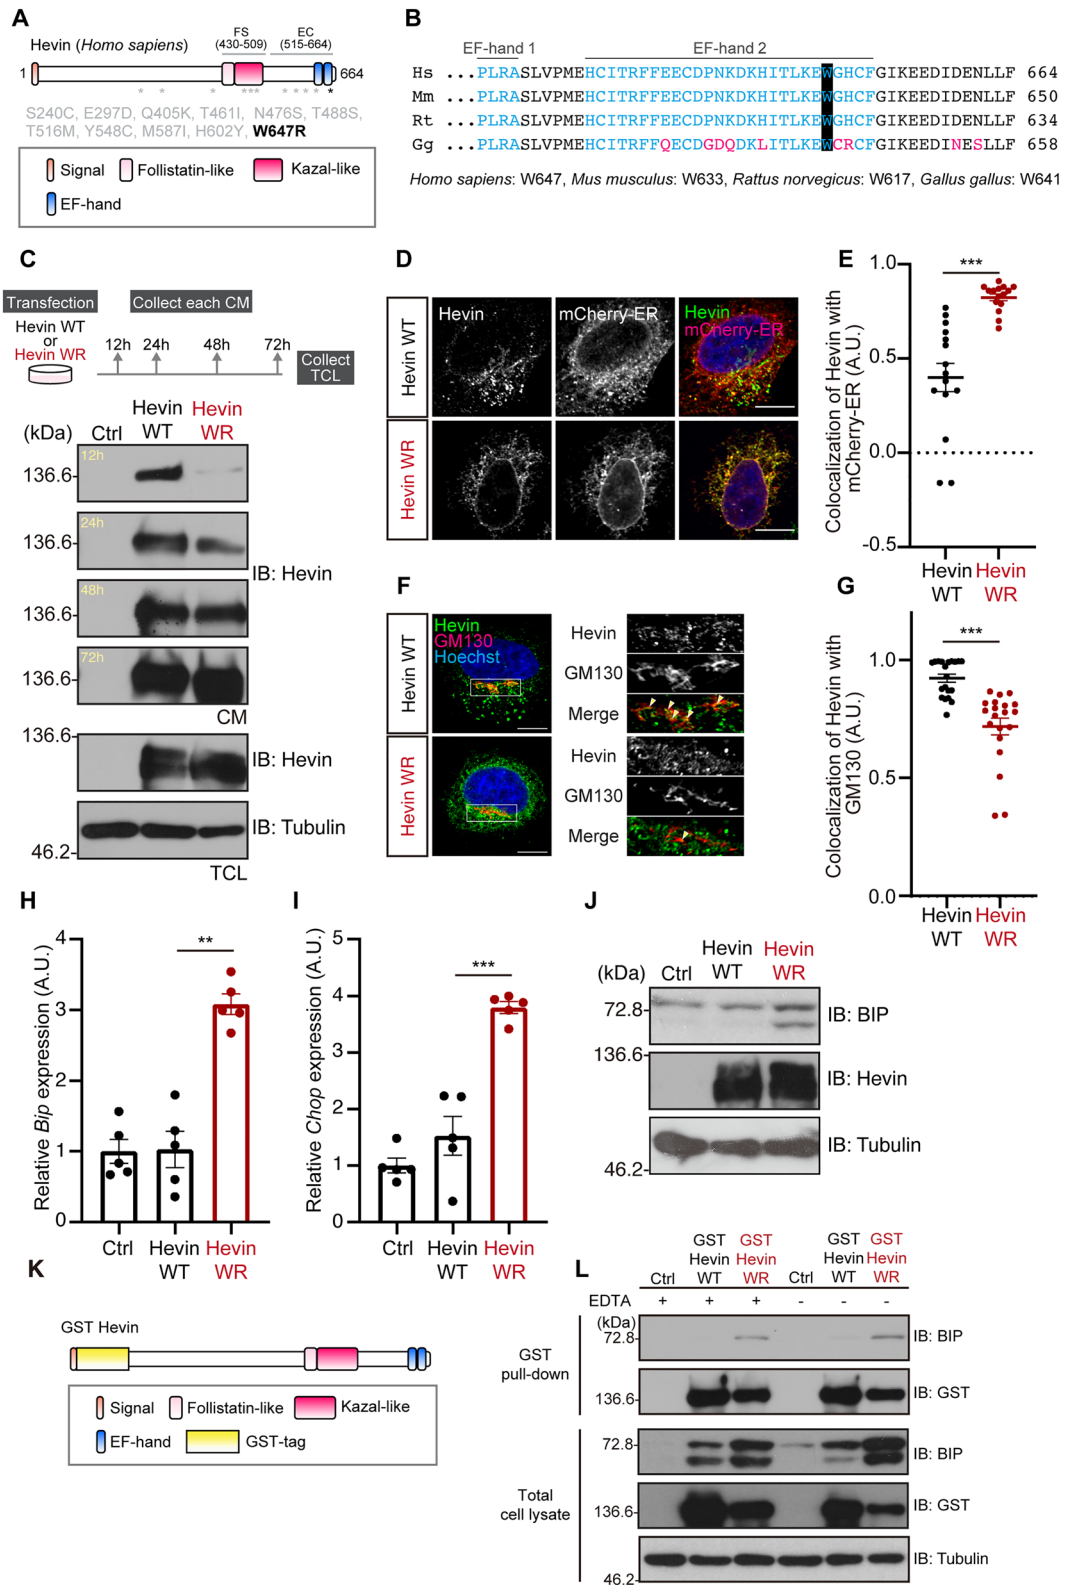 A
Hevin (Homo sapiens)
FS
(430-509)
EC
(515-664)
1
664
* * * *** **** * *
S240C, E297D, Q405K, T461I, N476S, T488S,
T516M, Y548C, M587I, H602Y, W647R
Signal
Follistatin-like
Kazal-like
EF-hand
B
EF-hand 1
EF-hand 2
Hs ...PLRASLVPMEHCITRFFEECDPNKDKHITLKEWGHCFGIKEEDIDENLLF 664
Mm ...PLRASLVPMEHCITRFFEECDPNKDKHITLKEWGHCFGIKEEDIDENLLF 650
Rt ...PLRASLVPMEHCITRFFEECDPNKDKHITLKEWGHCFGIKEEDIDENLLF 634
Gg ...PLRASLVPMEHCITRFFQECDGDQDKLITLKEWCRCFGIKEEDINESLLF 658
Homo sapiens: W647, Mus musculus: W633, Rattus norvegicus: W617, Gallus gallus: W641
C
Transfection
Collect each CM
Hevin WT
or
Hevin WR
12h 24h 48h 72h
Collect
TCL
(kDa)
Ctrl
Hevin
WT
Hevin
WR
12h
136.6
24h
136.6
IB: Hevin
48h
136.6
72h
136.6
CM
136.6
IB: Hevin
IB: Tubulin
46.2
TCL
D
Hevin WT
Hevin
mCherry-ER
Hevin
mCherry-ER
Hevin WR
E
Colocalization of Hevin with
mCherry-ER (A.U.)
1.0
0.5
0.0
-0.5
***
Hevin
WT
Hevin
WR
F
Hevin WT
Hevin
GM130
Hoechst
Hevin
GM130
Merge
Hevin WR
Hevin
GM130
Merge
G
Colocalization of Hevin with
GM130 (A.U.)
1.0
0.5
0.0
***
Hevin
WT
Hevin
WR
H
Relative Bip expression (A.U.)
4
3
2
1
0
**
Ctrl
Hevin
WT
Hevin
WR
I
Relative Chop expression (A.U.)
5
4
3
2
1
0
***
Ctrl
Hevin
WT
Hevin
WR
J
(kDa)
Ctrl
Hevin
WT
Hevin
WR
72.8
IB: BIP
136.6
IB: Hevin
IB: Tubulin
46.2
K
GST Hevin
Signal
Follistatin-like
Kazal-like
EF-hand
GST-tag
L
Ctrl
GST
Hevin
WT
GST
Hevin
WR
Ctrl
GST
Hevin
WT
GST
Hevin
WR
EDTA + + + - - -
(kDa)
GST
pull-down
72.8
IB: BIP
136.6
IB: GST
Total
cell lysate
72.8
IB: BIP
136.6
IB: GST
IB: Tubulin
46.2